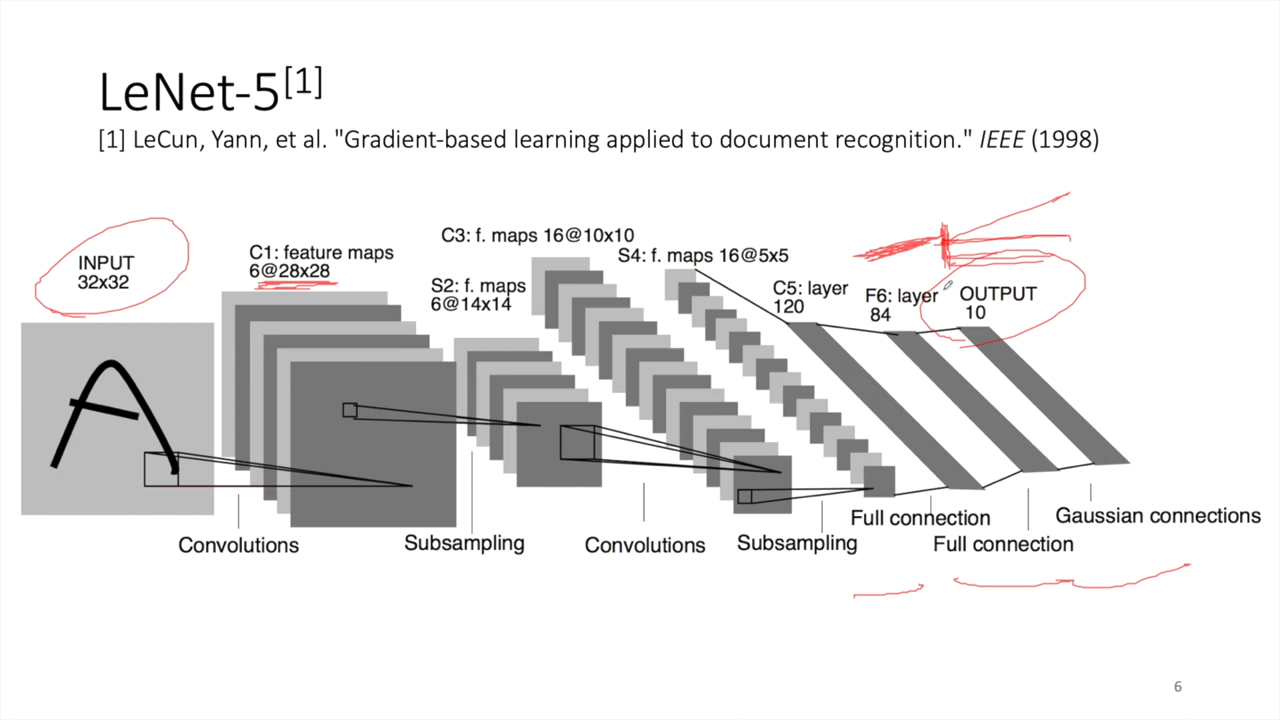 LeNet-5[1]
[1] LeCun, Yann, et al. "Gradient-based learning applied to document recognition." IEEE (1998)
INPUT
32x32
C1: feature maps
6@28x28
S2: f. maps
6@14x14
C3: f. maps 16@10x10
S4: f. maps 16@5x5
C5: layer
120
F6: layer
84
OUTPUT
10
Convolutions
Subsampling
Convolutions
Subsampling
Full connection
Full connection
Gaussian connections
6